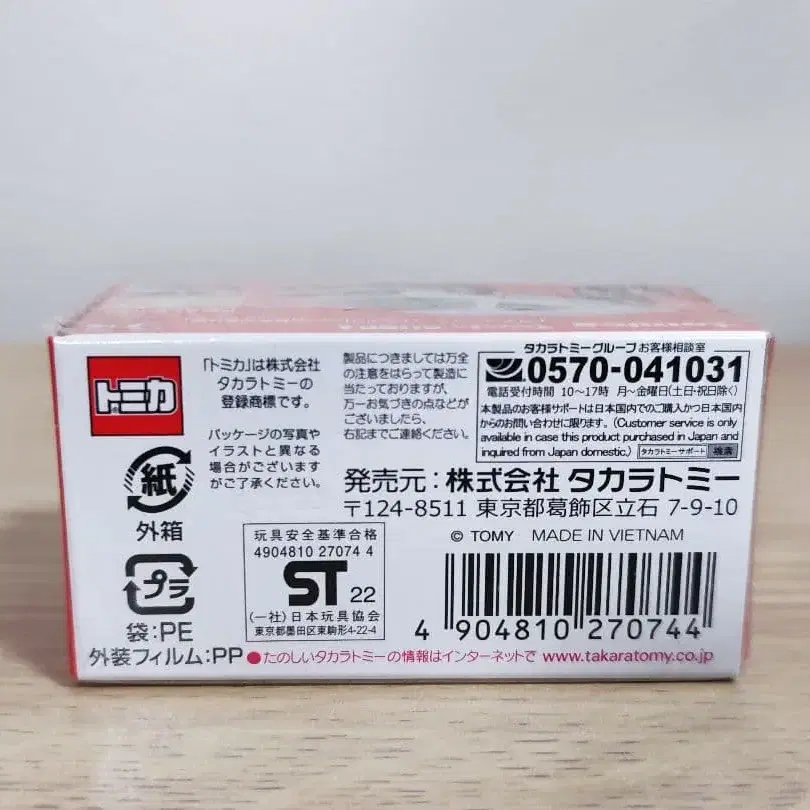 トミカ
「トミカ」は株式会社
タカラトミーの
登録商標です。
パッケージの写真や
イラストと異なる
場合がございます
がご了承ください。
製品につきましては万全
の注意をはらって製造に
当たっておりますが、
万一お気づきの点などが
ございましたら、
右記までご連絡ください。
タカラトミーグループお客様相談室
0570-041031
電話受付時間 10〜17時 月〜金曜日(土日・祝日除く)
本製品のお客様サポートは日本国内でのご購入かつ日本国内
からのお問い合わせに限ります。(Customer service is only
available in case this product purchased in Japan and
inquired from Japan domestic.) タカラトミーサポート 検索
発売元:株式会社 タカラトミー
〒124-8511 東京都葛飾区立石 7-9-10
© TOMY MADE IN VIETNAM
紙
外箱
プラ
袋:PE
外装フィルム:PP
玩具安全基準合格
4904810 27074 4
ST 22
(一社)日本玩具協会
東京都墨田区東駒形4-22-4
4 904810 270744
●たのしいタカラトミーの情報はインターネットで www.takaratomy.co.jp